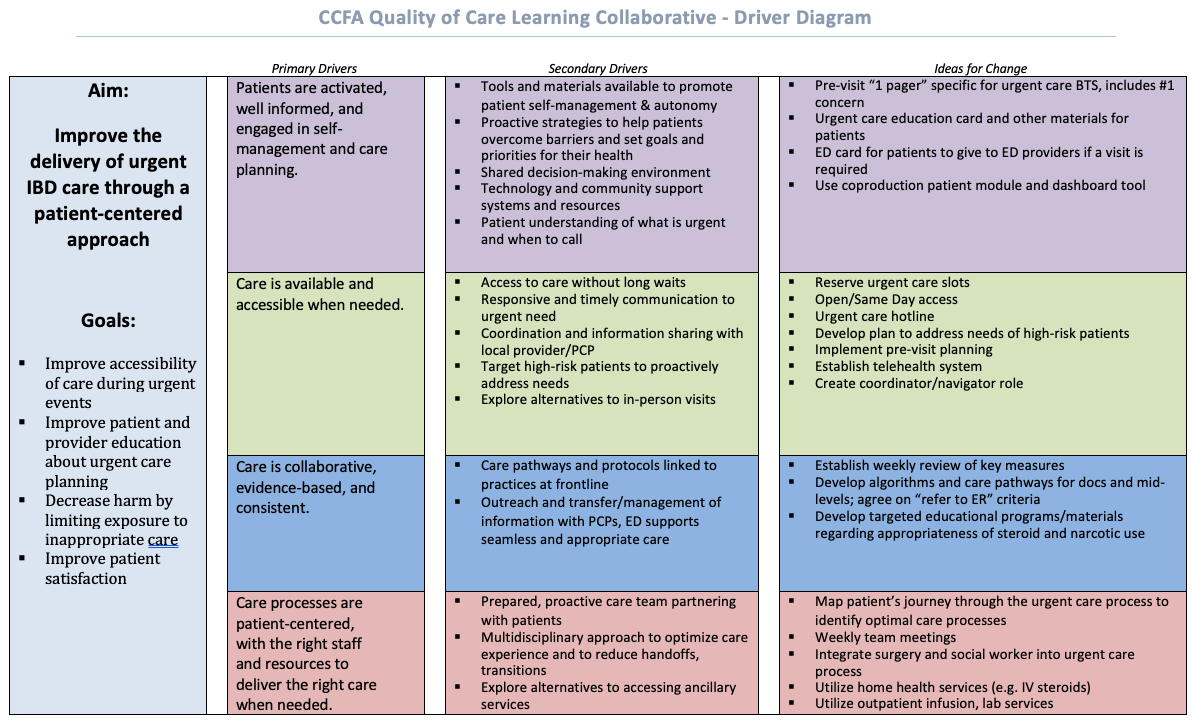 CCFA Quality of Care Learning Collaborative - Driver Diagram
Primary Drivers
Secondary Drivers
Ideas for Change
Aim:
Improve the
delivery of urgent
IBD care through a
patient-centered
approach
Goals:
▪ Improve accessibility
of care during urgent
events
▪ Improve patient and
provider education
about urgent care
planning
▪ Decrease harm by
limiting exposure to
inappropriate care
▪ Improve patient
satisfaction
Patients are activated,
well informed, and
engaged in self-
management and care
planning.
▪ Tools and materials available to promote
patient self-management & autonomy
▪ Proactive strategies to help patients
overcome barriers and set goals and
priorities for their health
▪ Shared decision-making environment
▪ Technology and community support
systems and resources
▪ Patient understanding of what is urgent
and when to call
▪ Pre-visit “1 pager” specific for urgent care BTS, includes #1
concern
▪ Urgent care education card and other materials for
patients
▪ ED card for patients to give to ED providers if a visit is
required
▪ Use coproduction patient module and dashboard tool
Care is available and
accessible when needed.
▪ Access to care without long waits
▪ Responsive and timely communication to
urgent need
▪ Coordination and information sharing with
local provider/PCP
▪ Target high-risk patients to proactively
address needs
▪ Explore alternatives to in-person visits
▪ Reserve urgent care slots
▪ Open/Same Day access
▪ Urgent care hotline
▪ Develop plan to address needs of high-risk patients
▪ Implement pre-visit planning
▪ Establish telehealth system
▪ Create coordinator/navigator role
Care is collaborative,
evidence-based, and
consistent.
▪ Care pathways and protocols linked to
practices at frontline
▪ Outreach and transfer/management of
information with PCPs, ED supports
seamless and appropriate care
▪ Establish weekly review of key measures
▪ Develop algorithms and care pathways for docs and mid-
levels; agree on “refer to ER” criteria
▪ Develop targeted educational programs/materials
regarding appropriateness of steroid and narcotic use
Care processes are
patient-centered,
with the right staff
and resources to
deliver the right care
when needed.
▪ Prepared, proactive care team partnering
with patients
▪ Multidisciplinary approach to optimize care
experience and to reduce handoffs,
transitions
▪ Explore alternatives to accessing ancillary
services
▪ Map patient’s journey through the urgent care process to
identify optimal care processes
▪ Weekly team meetings
▪ Integrate surgery and social worker into urgent care
process
▪ Utilize home health services (e.g. IV steroids)
▪ Utilize outpatient infusion, lab services